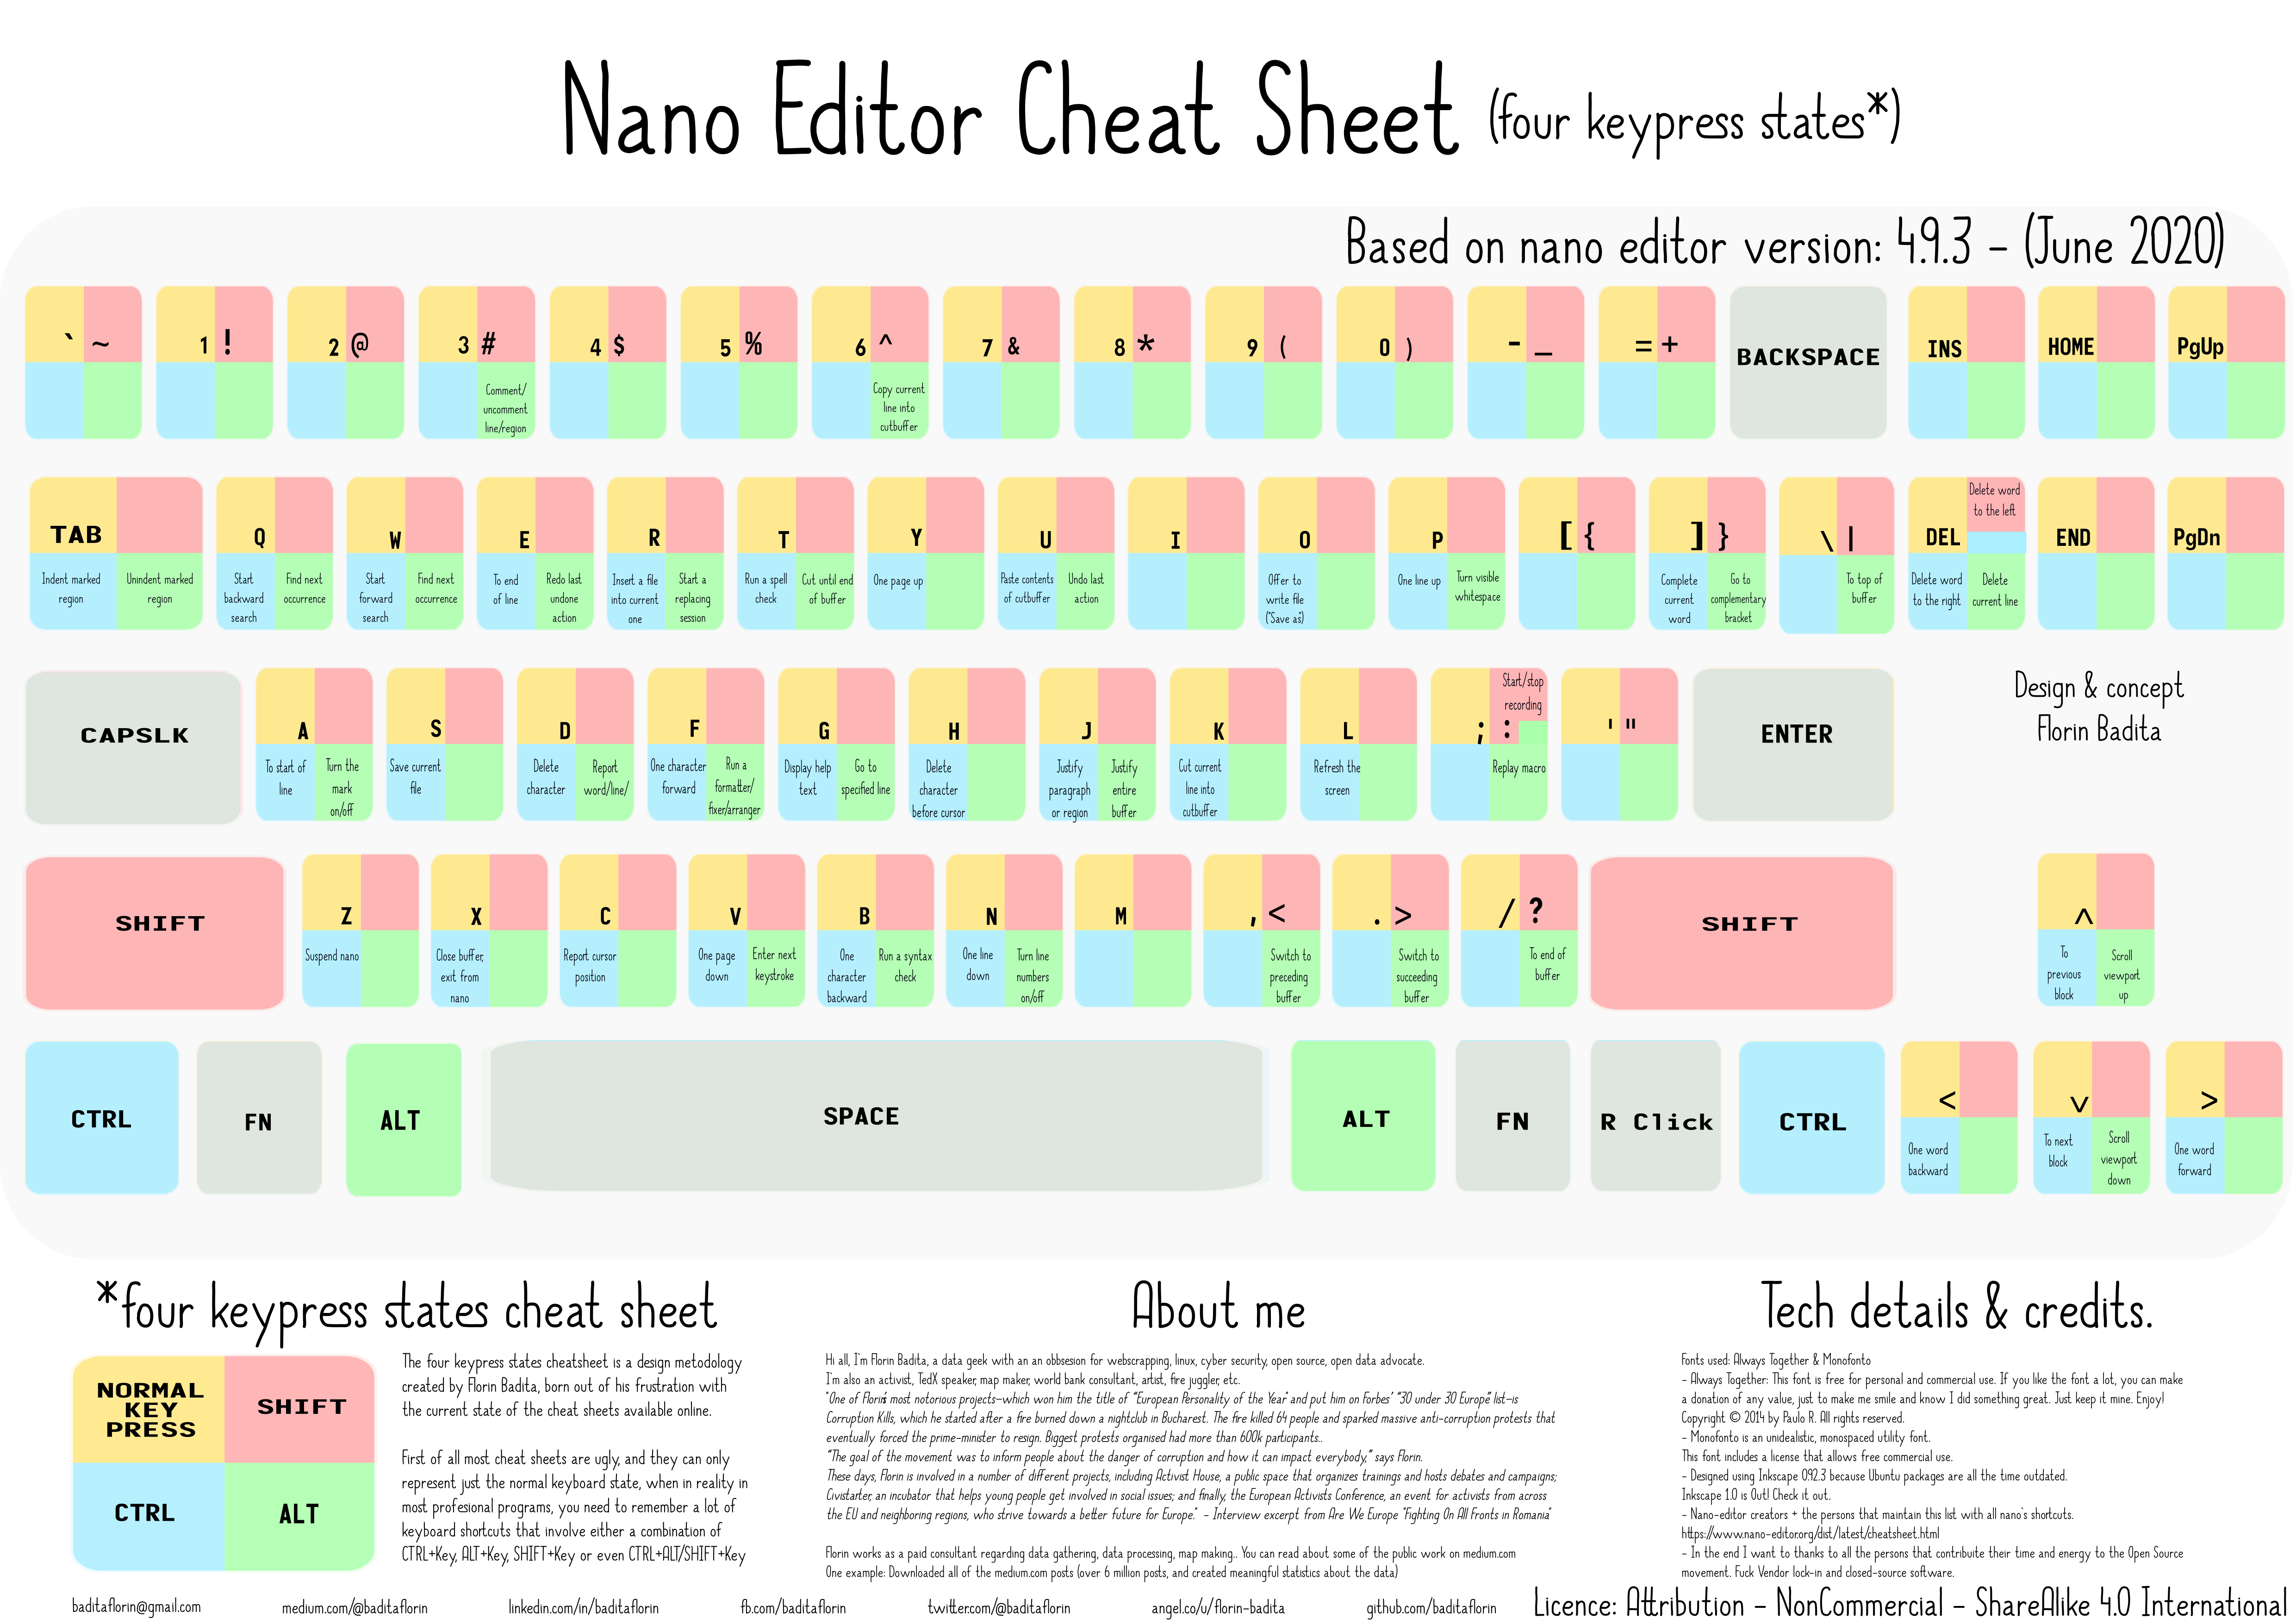 Nano Editor Cheat Sheet (four keypress states*)
Based on nano editor version: 4.9.3 - (June 2020)
` ~ 1 ! 2 @ 3 # 4 $ 5 % 6 ^ 7 & 8 * 9 ( 0 ) - _ = + BACKSPACE INS HOME PgUp
Comment/
uncomment
line/region
Copy current
line into
cutbuffer
TAB Q W E R T Y U I O P [ { ] } \ | DEL END PgDn
Delete word
to the left
Indent marked
region
Unindent marked
region
Start
backward
search
Find next
occurrence
Start
forward
search
Find next
occurrence
To end
of line
Redo last
undone
action
Insert a file
into current
one
Start a
replacing
session
Run a spell
check
Cut until end
of buffer
One page up
Paste contents
of cutbuffer
Undo last
action
Offer to
write file
("Save as)
One line up
Turn visible
whitespace
Complete
current
word
Go to
complementary
bracket
To top of
buffer
Delete word
to the right
Delete
current line
CAPSLK A S D F G H J K L ; : ' " ENTER
Start/stop
recording
To start of
line
Turn the
mark
on/off
Save current
file
Delete
character
Report
word/line/
One character
forward
Run a
formatter/
fixer/arranger
Display help
text
Go to
specified line
Delete
character
before cursor
Justify
paragraph
or region
Justify
entire
buffer
Cut current
line into
cutbuffer
Refresh the
screen
Replay macro
Design & concept
Florin Badita
SHIFT Z X C V B N M , < . > / ? SHIFT ^
Suspend nano
Close buffer,
exit from
nano
Report cursor
position
One page
down
Enter next
keystroke
One
character
backward
Run a syntax
check
One line
down
Turn line
numbers
on/off
Switch to
preceding
buffer
Switch to
succeeding
buffer
To end of
buffer
To
previous
block
Scroll
viewport
up
CTRL FN ALT SPACE ALT FN R Click CTRL < v >
One word
backward
To next
block
Scroll
viewport
down
One word
forward
*four keypress states cheat sheet
NORMAL
KEY
PRESS
SHIFT
CTRL
ALT
The four keypress states cheatsheet is a design metodology
created by Florin Badita, born out of his frustration with
the current state of the cheat sheets available online.
First of all most cheat sheets are ugly, and they can only
represent just the normal keyboard state, when in reality in
most profesional programs, you need to remember a lot of
keyboard shortcuts that involve either a combination of
CTRL+Key, ALT+Key, SHIFT+Key or even CTRL+ALT/SHIFT+Key
About me
Hi all, I'm Florin Badita, a data geek with an an obbsesion for webscrapping, linux, cyber security, open source, open data advocate.
I'm also an activist, TedX speaker, map maker, world bank consultant, artist, fire juggler, etc.
"One of Florin's most notorious projects—which won him the title of "European Personality of the Year" and put him on Forbes' "30 under 30 Europe" list—is
Corruption Kills, which he started after a fire burned down a nightclub in Bucharest. The fire killed 64 people and sparked massive anti-corruption protests that
eventually forced the prime-minister to resign. Biggest protests organised had more than 600k participants..
"The goal of the movement was to inform people about the danger of corruption and how it can impact everybody," says Florin.
These days, Florin is involved in a number of different projects, including Activist House, a public space that organizes trainings and hosts debates and campaigns;
Civistarter, an incubator that helps young people get involved in social issues; and finally, the European Activists Conference, an event for activists from across
the EU and neighboring regions, who strive towards a better future for Europe." - Interview excerpt from Are We Europe "Fighting On All Fronts in Romania"
Florin works as a paid consultant regarding data gathering, data processing, map making.. You can read about some of the public work on medium.com
One example: Downloaded all of the medium.com posts (over 6 million posts, and created meaningful statistics about the data)
Tech details & credits.
Fonts used: Always Together & Monofonto
- Always Together: This font is free for personal and commercial use. If you like the font a lot, you can make
a donation of any value, just to make me smile and know I did something great. Just keep it mine. Enjoy!
Copyright © 2014 by Paulo R. All rights reserved.
- Monofonto is an unidealistic, monospaced utility font.
This font includes a license that allows free commercial use.
- Designed using Inkscape 0.92.3 because Ubuntu packages are all the time outdated.
Inkscape 1.0 is Out! Check it out.
- Nano-editor creators + the persons that maintain this list with all nano's shortcuts.
https://www.nano-editor.org/dist/latest/cheatsheet.html
- In the end I want to thanks to all the persons that contribuite their time and energy to the Open Source
movement. Fuck Vendor lock-in and closed-source software.
baditaflorin@gmail.com medium.com/@baditaflorin linkedin.com/in/baditaflorin fb.com/baditaflorin twitter.com/@baditaflorin angel.co/u/florin-badita github.com/baditaflorin
Licence: Attribution - NonCommercial - ShareAlike 4.0 International